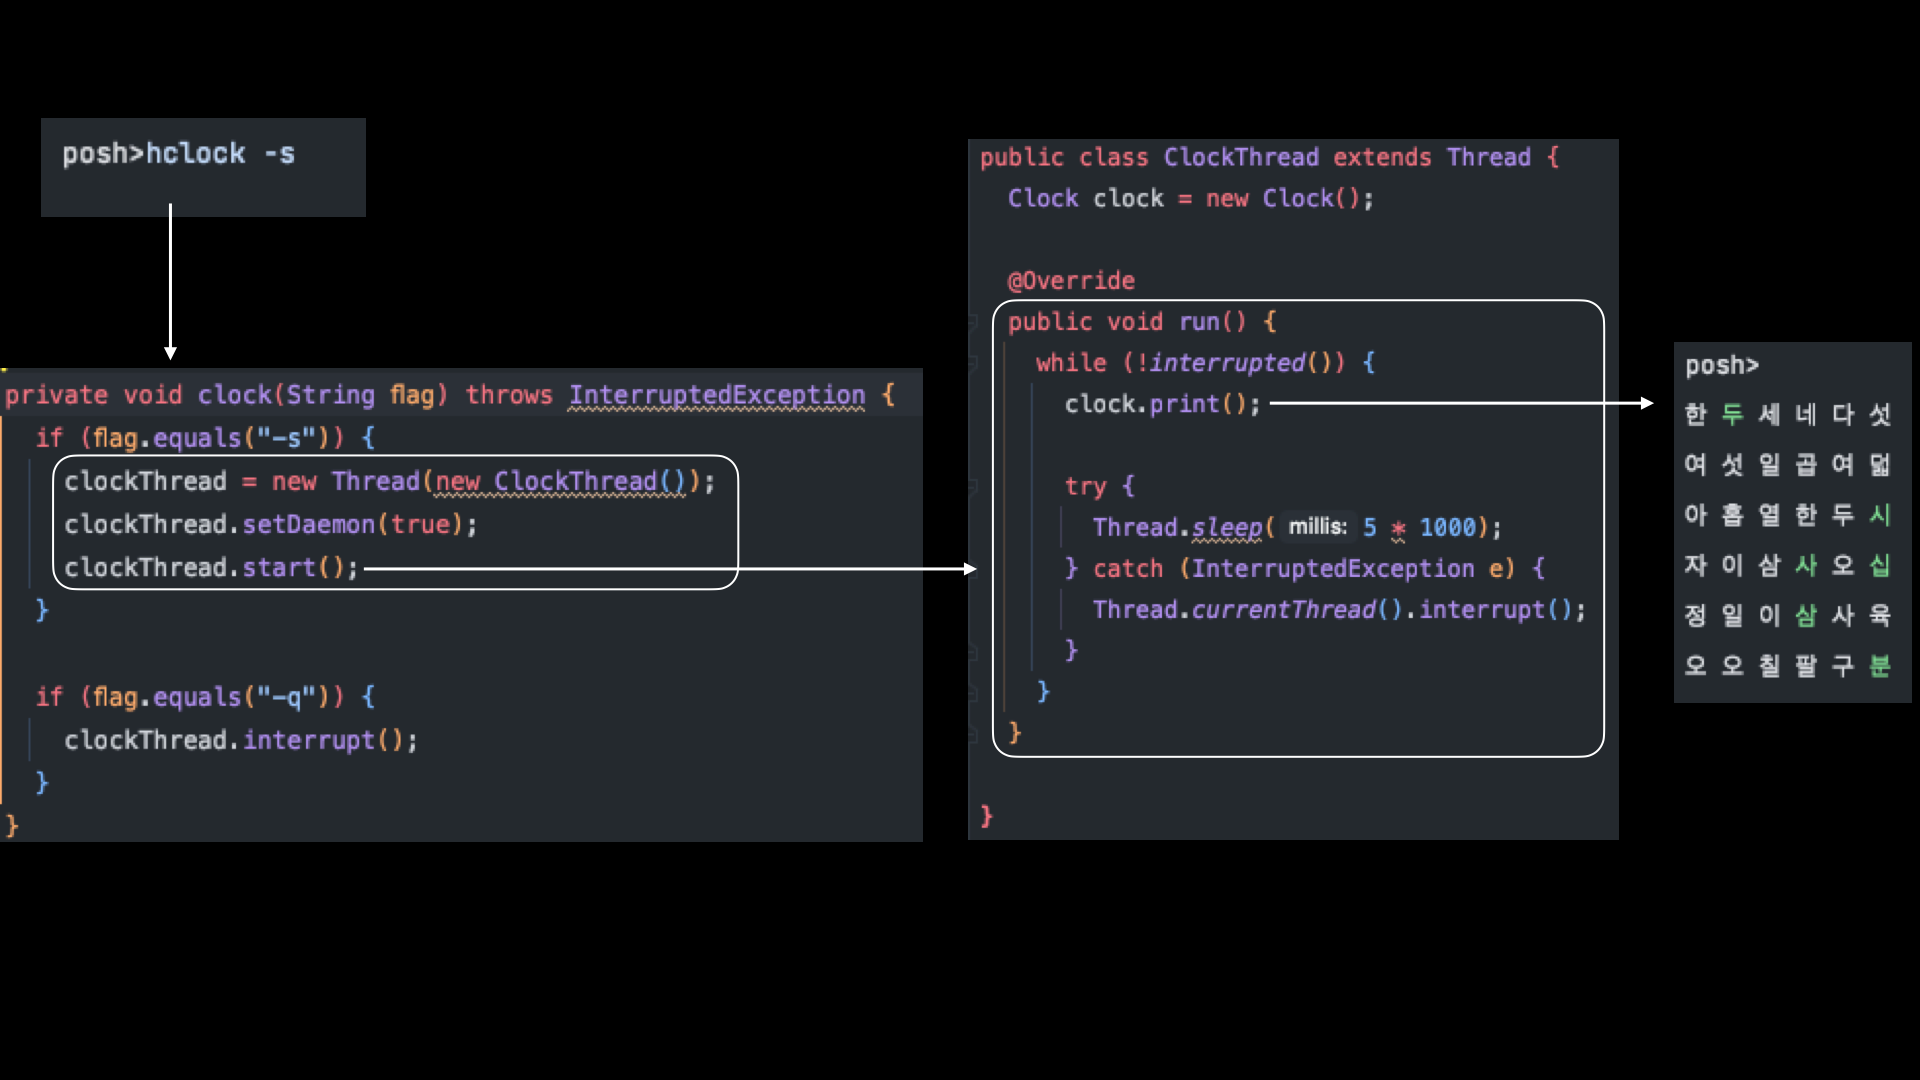 posh>hclock -s
private void clock(String flag) throws InterruptedException {
if (flag.equals("-s")) {
clockThread = new Thread(new ClockThread());
clockThread.setDaemon(true);
clockThread.start();
}
if (flag.equals("-q")) {
clockThread.interrupt();
}
}
public class ClockThread extends Thread {
Clock clock = new Clock();
@Override
public void run() {
while (!interrupted()) {
clock.print();
try {
Thread.sleep( millis: 5 * 1000);
} catch (InterruptedException e) {
Thread.currentThread().interrupt();
}
}
}
}
posh>
한 두 세 네 다 섯
여 섯 일 곱 여 덟
아 홉 열 한 두 시
자 이 삼 사 오 십
정 일 이 삼 사 육
오 오 칠 팔 구 분